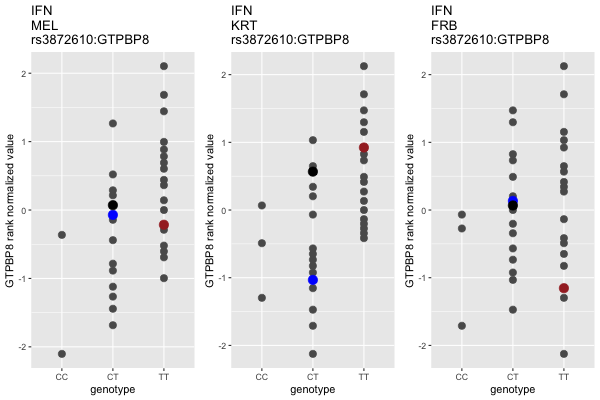 IFN
MEL
rs3872610:GTPBP8
GTPBP8 rank normalized value
2
1
0
-1
-2
CC CT TT
genotype
IFN
KRT
rs3872610:GTPBP8
GTPBP8 rank normalized value
2
1
0
-1
-2
CC CT TT
genotype
IFN
FRB
rs3872610:GTPBP8
GTPBP8 rank normalized value
2
1
0
-1
-2
CC CT TT
genotype